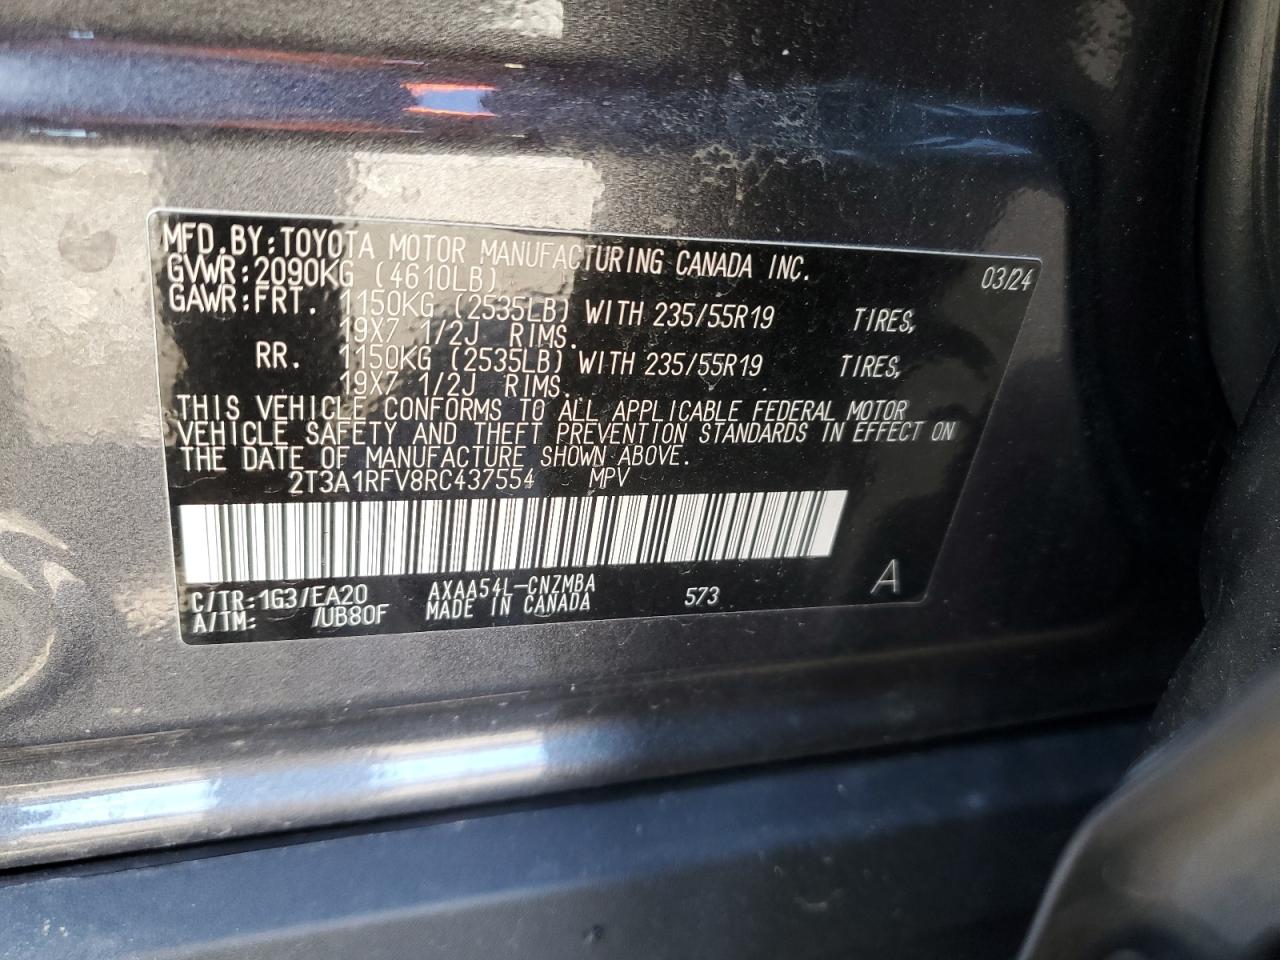 MFD.BY:TOYOTA MOTOR MANUFACTURING CANADA INC.
GVWR:2090KG (4610LB) 03/24
GAWR:FRT. 1150KG (2535LB) WITH 235/55R19 TIRES,
19X7 1/2J RIMS.
RR. 1150KG (2535LB) WITH 235/55R19 TIRES,
19X7 1/2J RIMS.
THIS VEHICLE CONFORMS TO ALL APPLICABLE FEDERAL MOTOR
VEHICLE SAFETY AND THEFT PREVENTION STANDARDS IN EFFECT ON
THE DATE OF MANUFACTURE SHOWN ABOVE.
2T3A1RFV8RC437554 MPV
C/TR:1G3/EA20 AXAA54L-CNZMBA 573 A
A/TM: /UB80F MADE IN CANADA